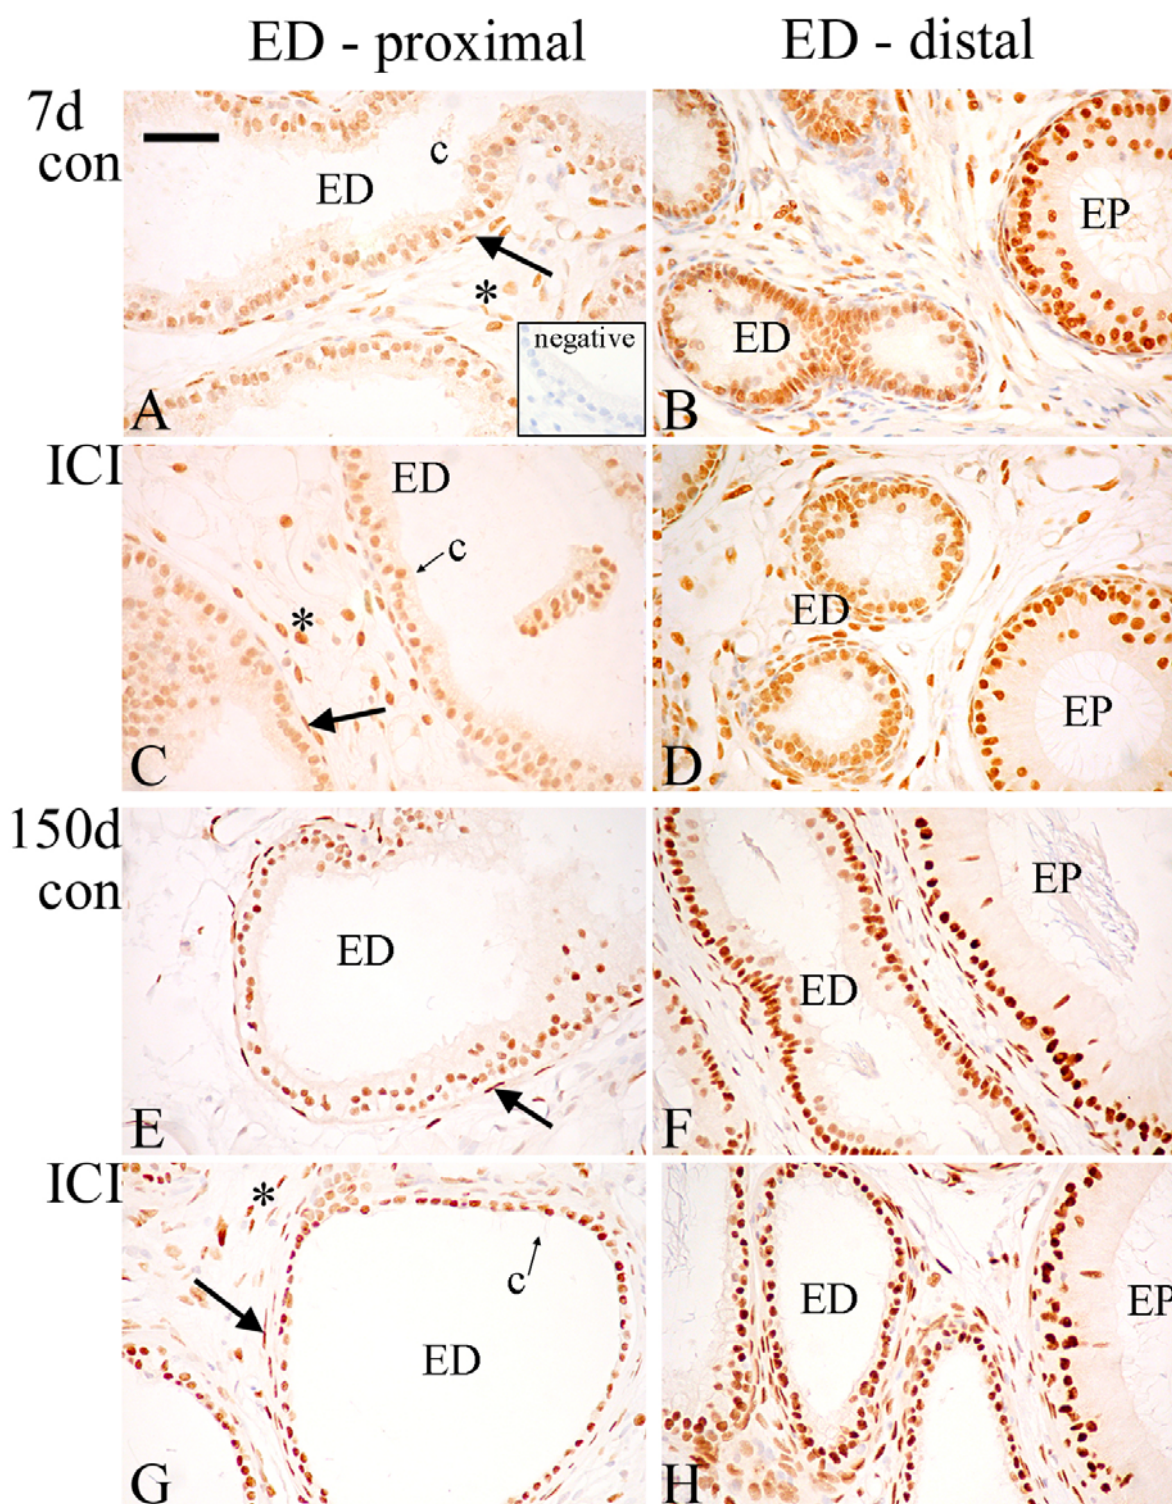 ED - proximal ED - distal
7d
con
c
ED
EP
*
ED
negative
A
B
ICI
ED
c
*
ED
EP
C
D
150d
con
EP
ED
ED
E
F
ICI
*
c
ED
EP
ED
G
H